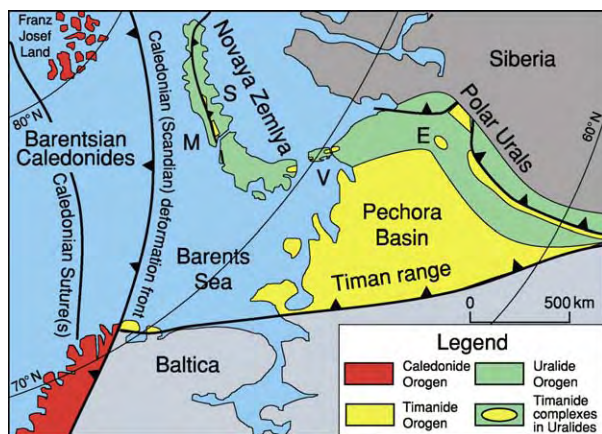 Franz
Josef
Land
80°N
Barentsian
Caledonides
Caledonian Suture(s)
Caledonian (Scandian) deformation front
Novaya Zemlya
S
M
V
E
Siberia
Polar Urals
60°N
Pechora
Basin
Barents
Sea
Timan range
0
500 km
70°N
Baltica
Legend
Caledonide
Orogen
Uralide
Orogen
Timanide
Orogen
Timanide
complexes
in Uralides